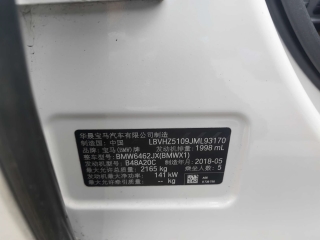 华晨宝马汽车有限公司制造
制造国: 中国 LBVHZ5109JML93170
品牌: 宝马(BMW)牌 发动机排量: 1998 mL
整车型号: BMW6462JX(BMWX1)
发动机型号: B48A20C 制造年月: 2018-05
最大允许总质量: 2165 kg 乘坐人数: 5
发动机最大净功率: 141 kW
-- kg